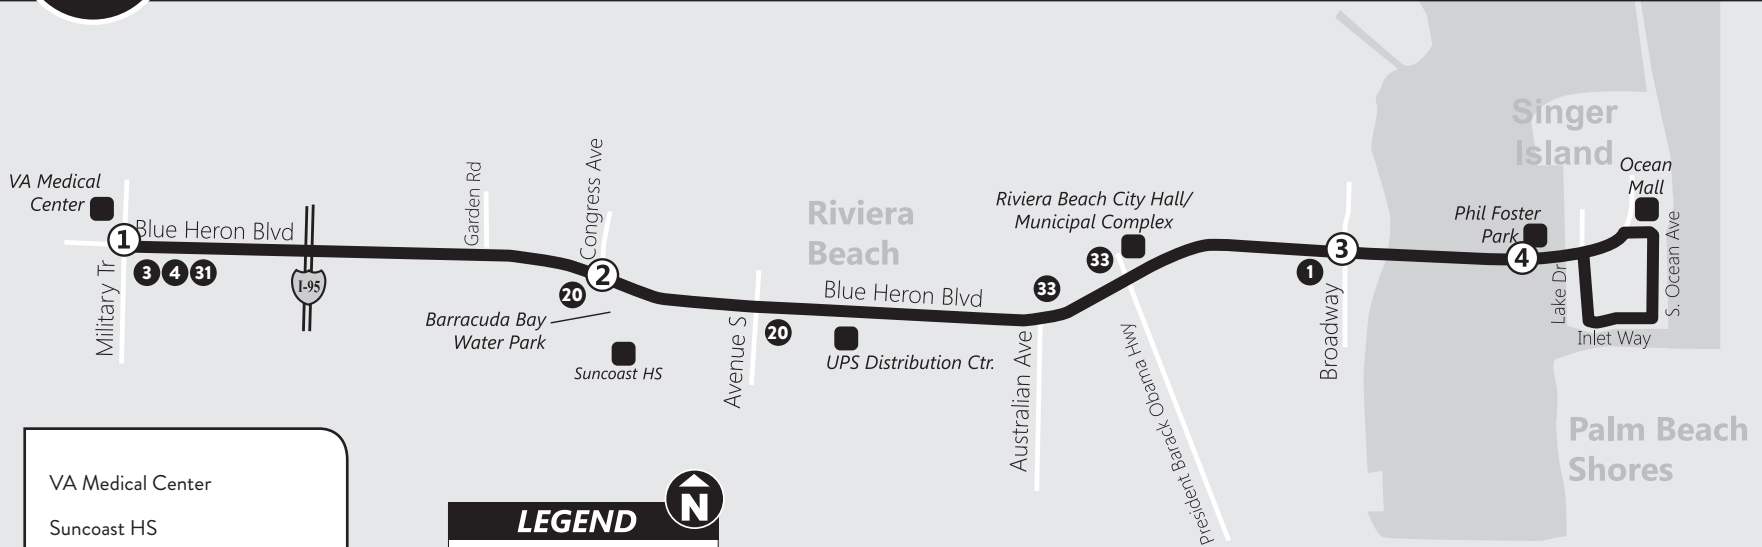 Singer
Island
Ocean
Mall
VA Medical
Center
Garden Rd
Congress Ave
Riviera Beach City Hall/
Municipal Complex
Riviera
Beach
Phil Foster
Park
S. Ocean Ave
1
Blue Heron Blvd
3 4 31
Military Tr
I-95
2
20
Barracuda Bay
Water Park
Suncoast HS
Avenue S
20
Blue Heron Blvd
UPS Distribution Ctr.
33
33
Australian Ave
President Barack Obama Hwy
3
1
Broadway
4
Lake Dr
Inlet Way
Palm Beach
Shores
VA Medical Center
Suncoast HS
LEGEND
N